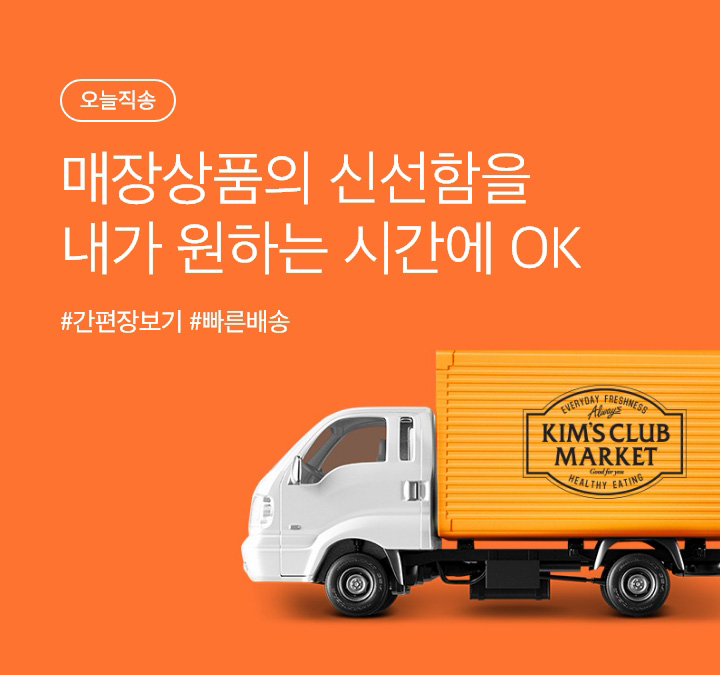 오늘직송
매장상품의 신선함을
내가 원하는 시간에 OK
#간편장보기 #빠른배송
EVERYDAY FRESHNESS
Always
KIM'S CLUB
MARKET
Good for you
HEALTHY EATING